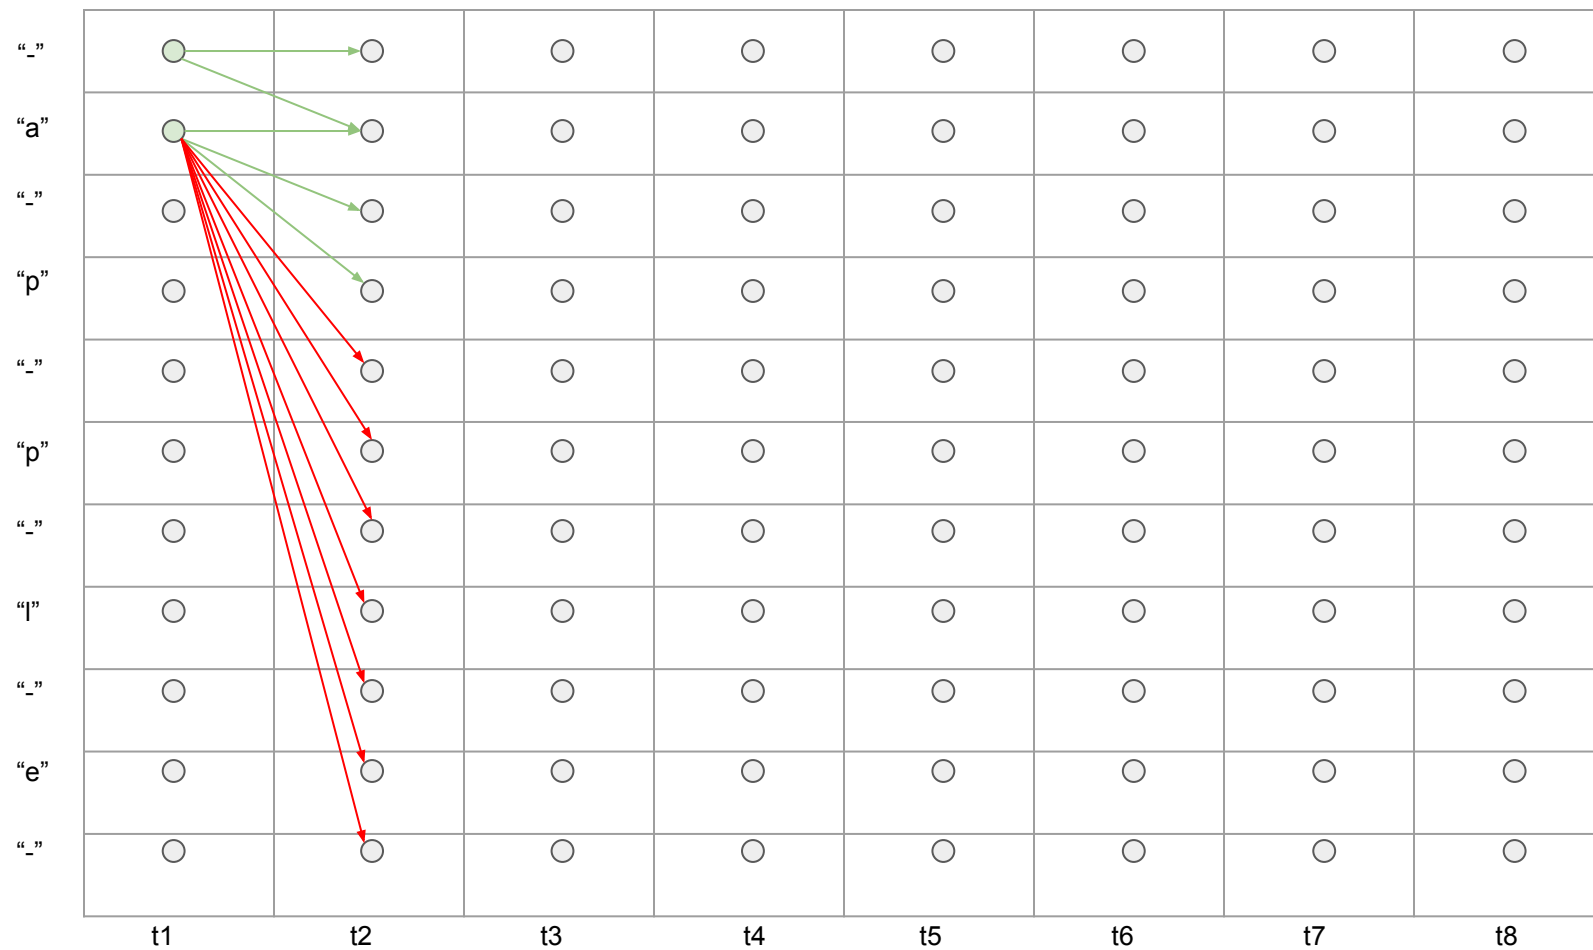 “-”
“a”
“-”
“p”
“-”
“p”
“-”
“l”
“-”
“e”
“-”
t1 t2 t3 t4 t5 t6 t7 t8